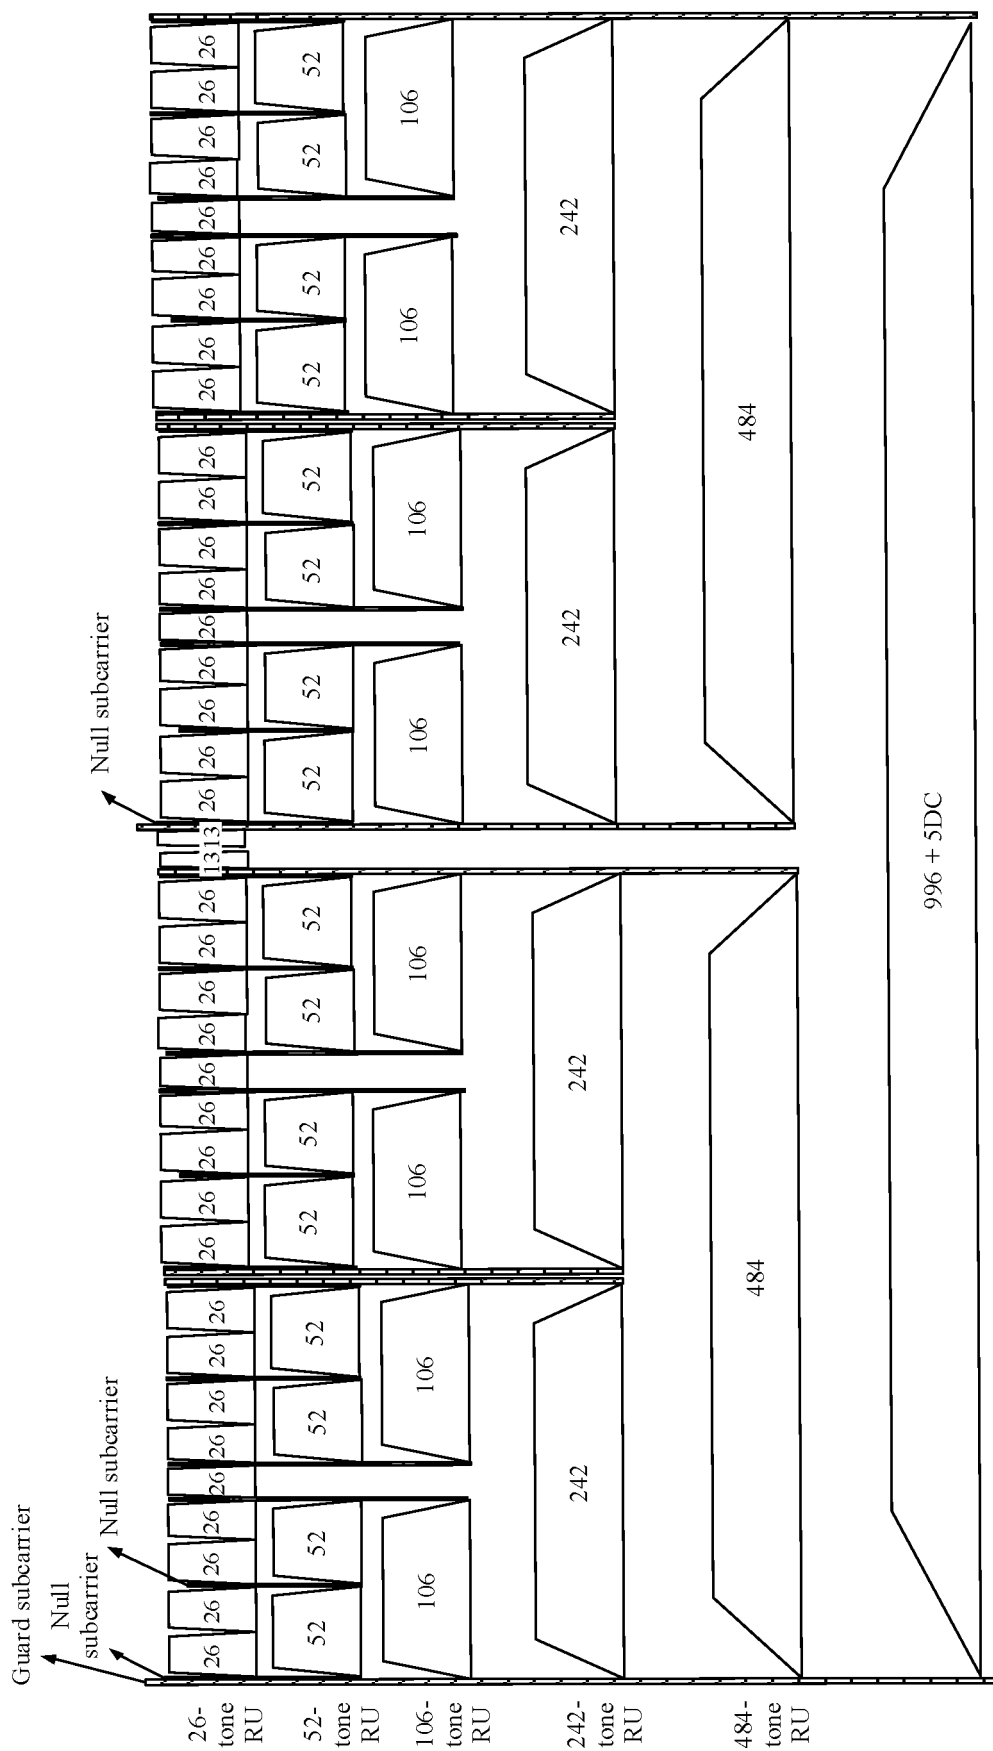 Guard subcarrier
Null
subcarrier
Null subcarrier
Null subcarrier
26-
tone
RU
26 26 26 26 26 26 26 26 26 26 26 26 26 26 26 26 26 26 13 13 26 26 26 26 26 26 26 26 26 26 26 26 26 26 26 26 26 26
52-
tone
RU
52 52 52 52 52 52 52 52 52 52 52 52 52 52 52 52
106-
tone
RU
106 106 106 106 106 106 106 106
242-
tone
RU
242 242 242 242
484-
tone
RU
484 484
996 + 5DC